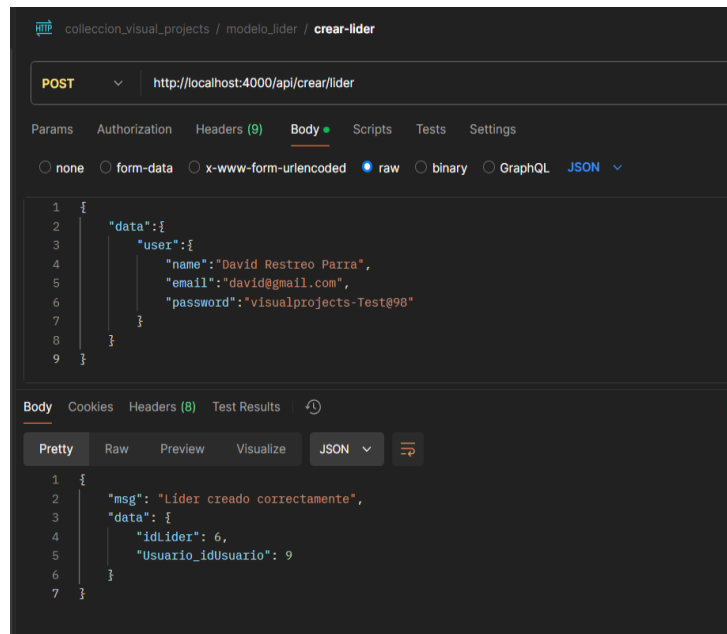 HTTP colleccion_visual_projects / modelo_lider / crear-lider
POST http://localhost:4000/api/crear/lider
Params Authorization Headers (9) Body Scripts Tests Settings
none form-data x-www-form-urlencoded raw binary GraphQL JSON
1 {
2 "data":{
3 "user":{
4 "name":"David Restreo Parra",
5 "email":"david@gmail.com",
6 "password":"visualprojects-Test@98"
7 }
8 }
9 }
Body Cookies Headers (8) Test Results
Pretty Raw Preview Visualize JSON
1 {
2 "msg": "Líder creado correctamente",
3 "data": {
4 "idLider": 6,
5 "Usuario_idUsuario": 9
6 }
7 }